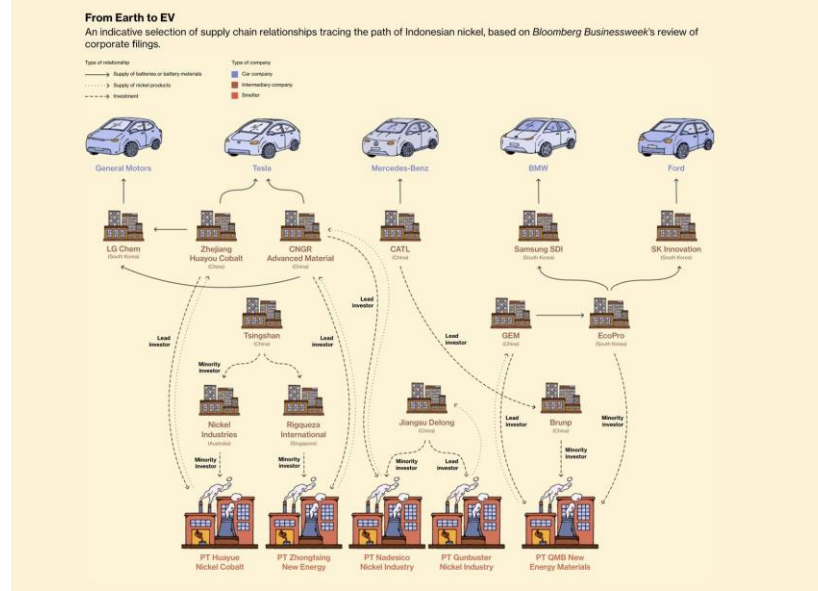 From Earth to EV
An indicative selection of supply chain relationships tracing the path of Indonesian nickel, based on Bloomberg Businessweek's review of
corporate filings.
Type of relationship
Type of company
Supply of batteries or battery materials
Car company
Supply of nickel products
Intermediary company
Investment
Smelter
General Motors
Tesla
Mercedes-Benz
BMW
Ford
LG Chem
(South Korea)
Zhejiang
Huayou Cobalt
(China)
CNGR
Advanced Material
(China)
CATL
(China)
Samsung SDI
(South Korea)
SK Innovation
(South Korea)
Lead
investor
Tsingshan
(China)
GEM
(China)
EcoPro
(South Korea)
Lead
investor
Lead
investor
Lead
investor
Minority
investor
Nickel
Industries
(Australia)
Rigqueza
International
(Singapore)
Jiangsu Delong
(China)
Lead
investor
Brunp
(China)
Minority
investor
Minority
investor
Minority
investor
Minority
investor
Lead
investor
Minority
investor
PT Huayue
Nickel Cobalt
PT Zhongtsing
New Energy
PT Nadesico
Nickel Industry
PT Gunbuster
Nickel Industry
PT QMB New
Energy Materials